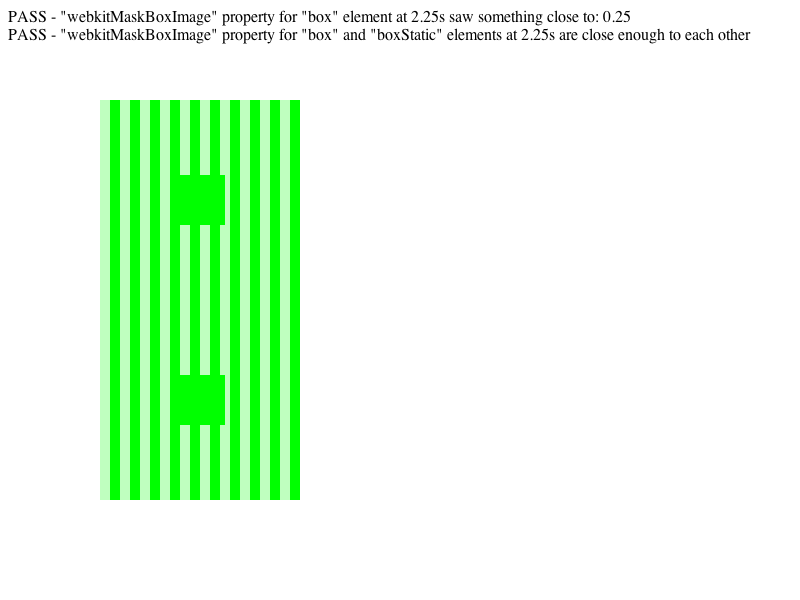 PASS - "webkitMaskBoxImage" property for "box" element at 2.25s saw something close to: 0.25
PASS - "webkitMaskBoxImage" property for "box" and "boxStatic" elements at 2.25s are close enough to each other